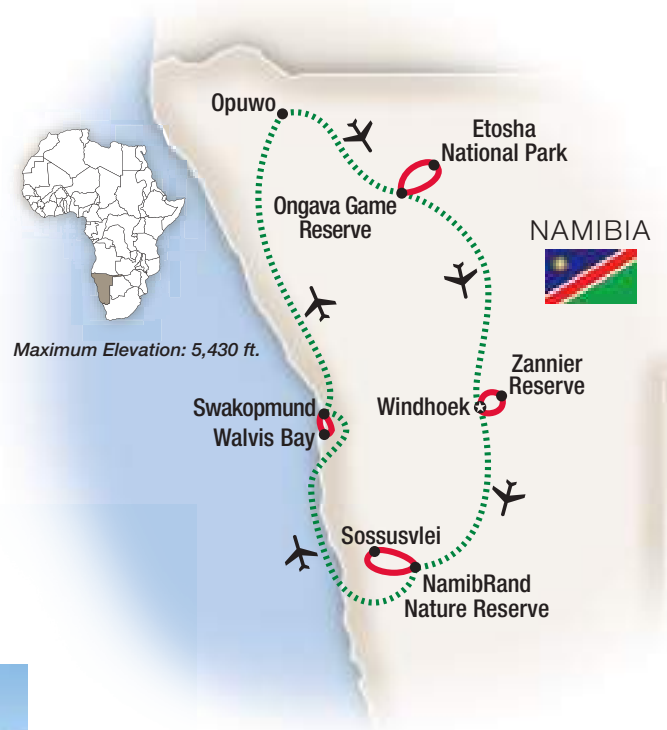 Opuwo
Etosha
National Park
Ongava Game
Reserve
NAMIBIA
Maximum Elevation: 5,430 ft.
Zannier
Reserve
Swakopmund
Windhoek
Walvis Bay
Sossusvlei
NamibRand
Nature Reserve